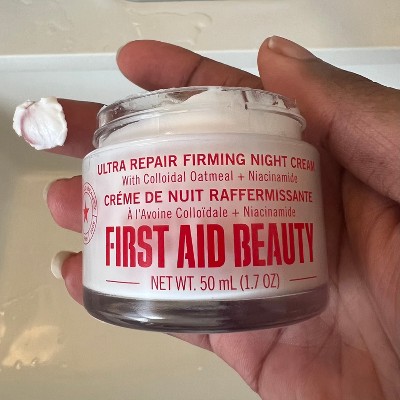 ULTRA REPAIR FIRMING NIGHT CREAM
With Colloidal Oatmeal + Niacinamide
CRÉME DE NUIT RAFFERMISSANTE
À l'Avoine Colloïdale + Niacinamide
FIRST AID BEAUTY
NET WT. 50 mL (1.7 OZ)